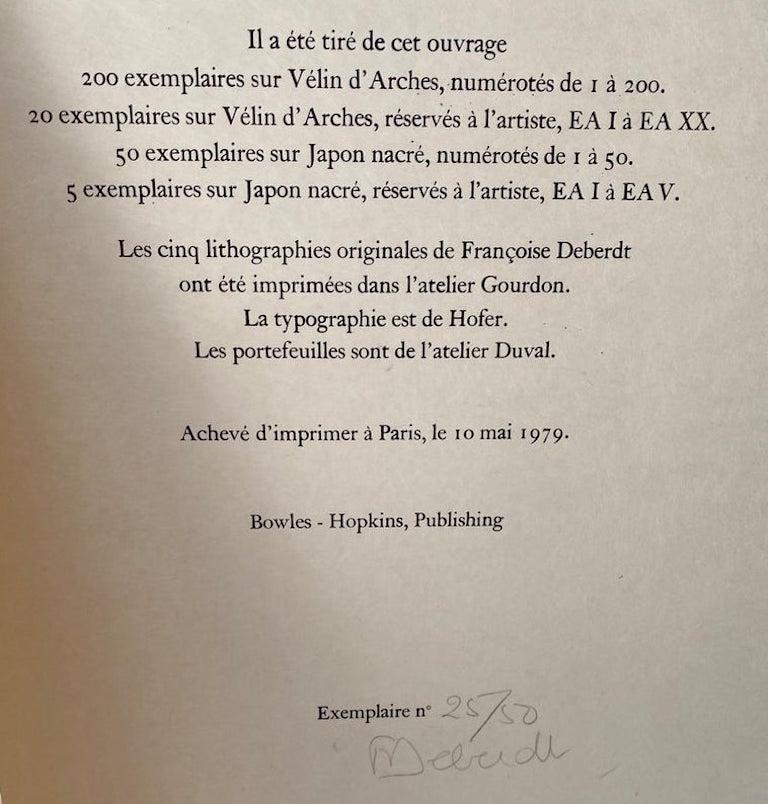 Il a été tiré de cet ouvrage
200 exemplaires sur Vélin d’Arches, numérotés de 1 à 200.
20 exemplaires sur Vélin d’Arches, réservés à l’artiste, EA I à EA XX.
50 exemplaires sur Japon nacré, numérotés de 1 à 50.
5 exemplaires sur Japon nacré, réservés à l’artiste, EA I à EA V.
Les cinq lithographies originales de Françoise Deberdt
ont été imprimées dans l’atelier Gourdon.
La typographie est de Hofer.
Les portefeuilles sont de l’atelier Duval.
Achevé d’imprimer à Paris, le 10 mai 1979.
Bowles - Hopkins, Publishing
Exemplaire n° 25/50
Deberdt